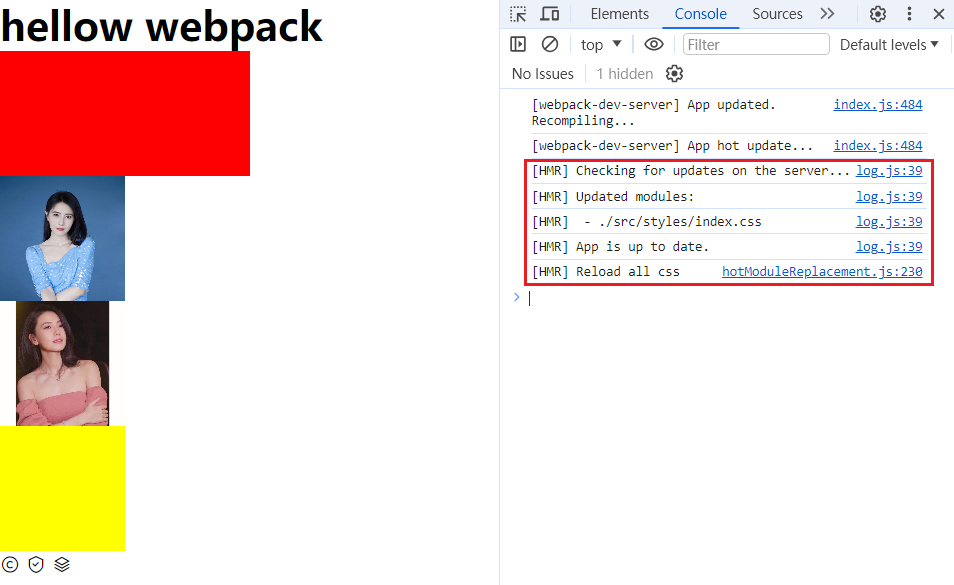 hellow webpack
Elements Console Sources
top Filter Default levels
No Issues 1 hidden
[webpack-dev-server] App updated. index.js:484
Recompiling...
[webpack-dev-server] App hot update... index.js:484
[HMR] Checking for updates on the server... log.js:39
[HMR] Updated modules: log.js:39
[HMR]  - ./src/styles/index.css log.js:39
[HMR] App is up to date. log.js:39
[HMR] Reload all css hotModuleReplacement.js:230